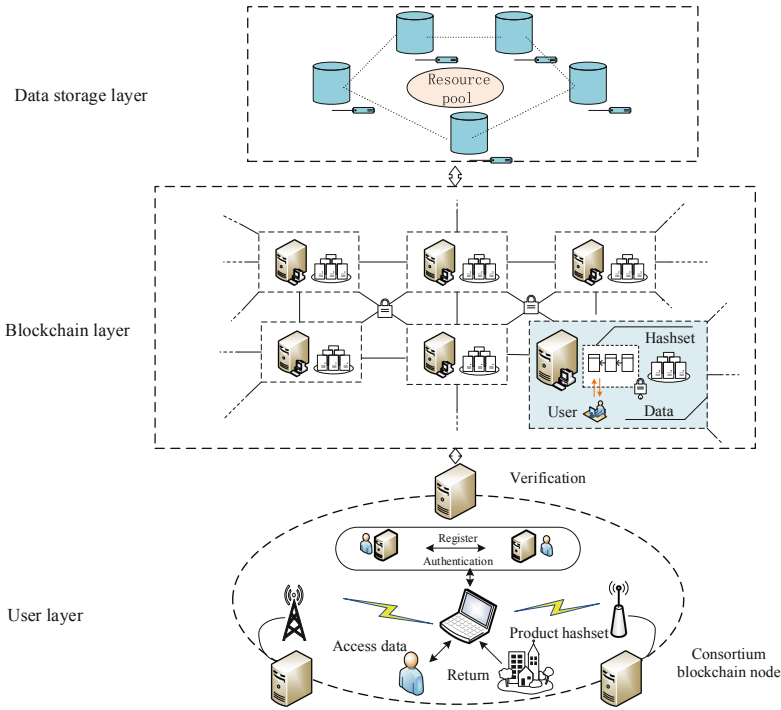 Data storage layer
Resource
pool
Blockchain layer
Hashset
User
Data
Verification
Register
Authentication
User layer
Access data
Product hashset
Return
Consortium
blockchain node